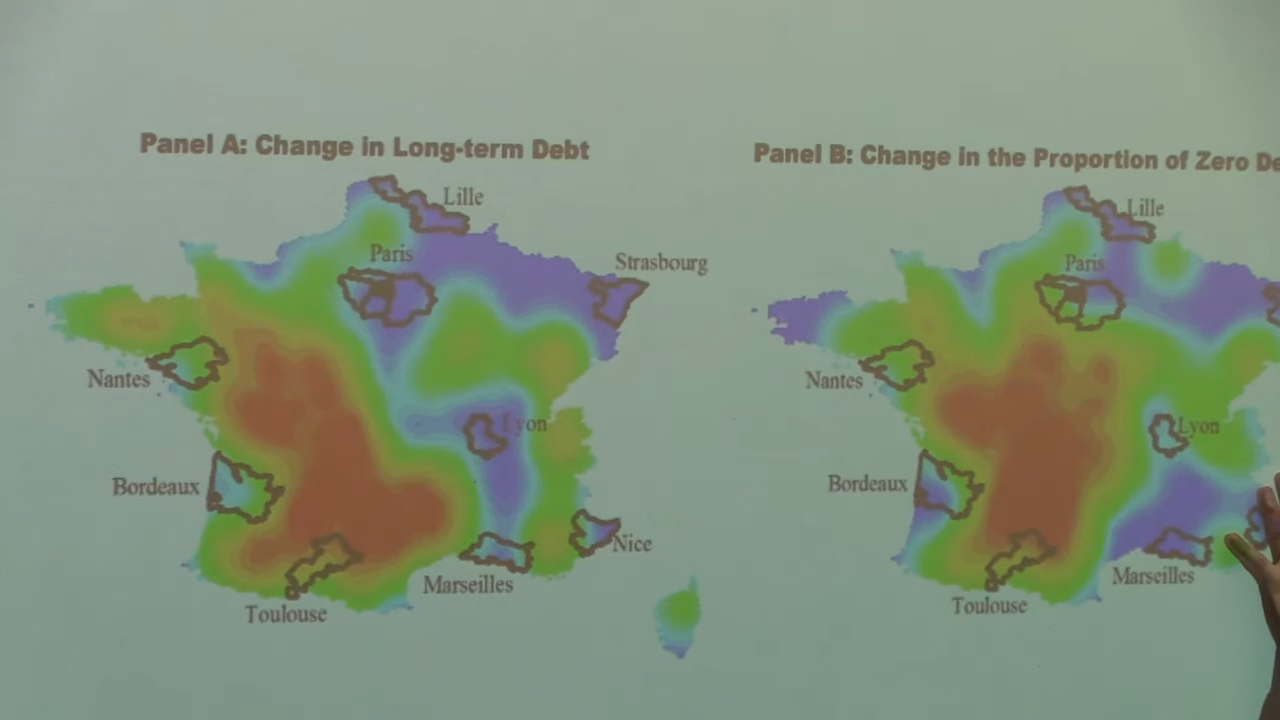 Panel A: Change in Long-term Debt
Lille
Paris
Strasbourg
Nantes
Lyon
Bordeaux
Nice
Marseilles
Toulouse
Panel B: Change in the Proportion of Zero
Lille
Paris
Nantes
Lyon
Bordeaux
Marseilles
Toulouse